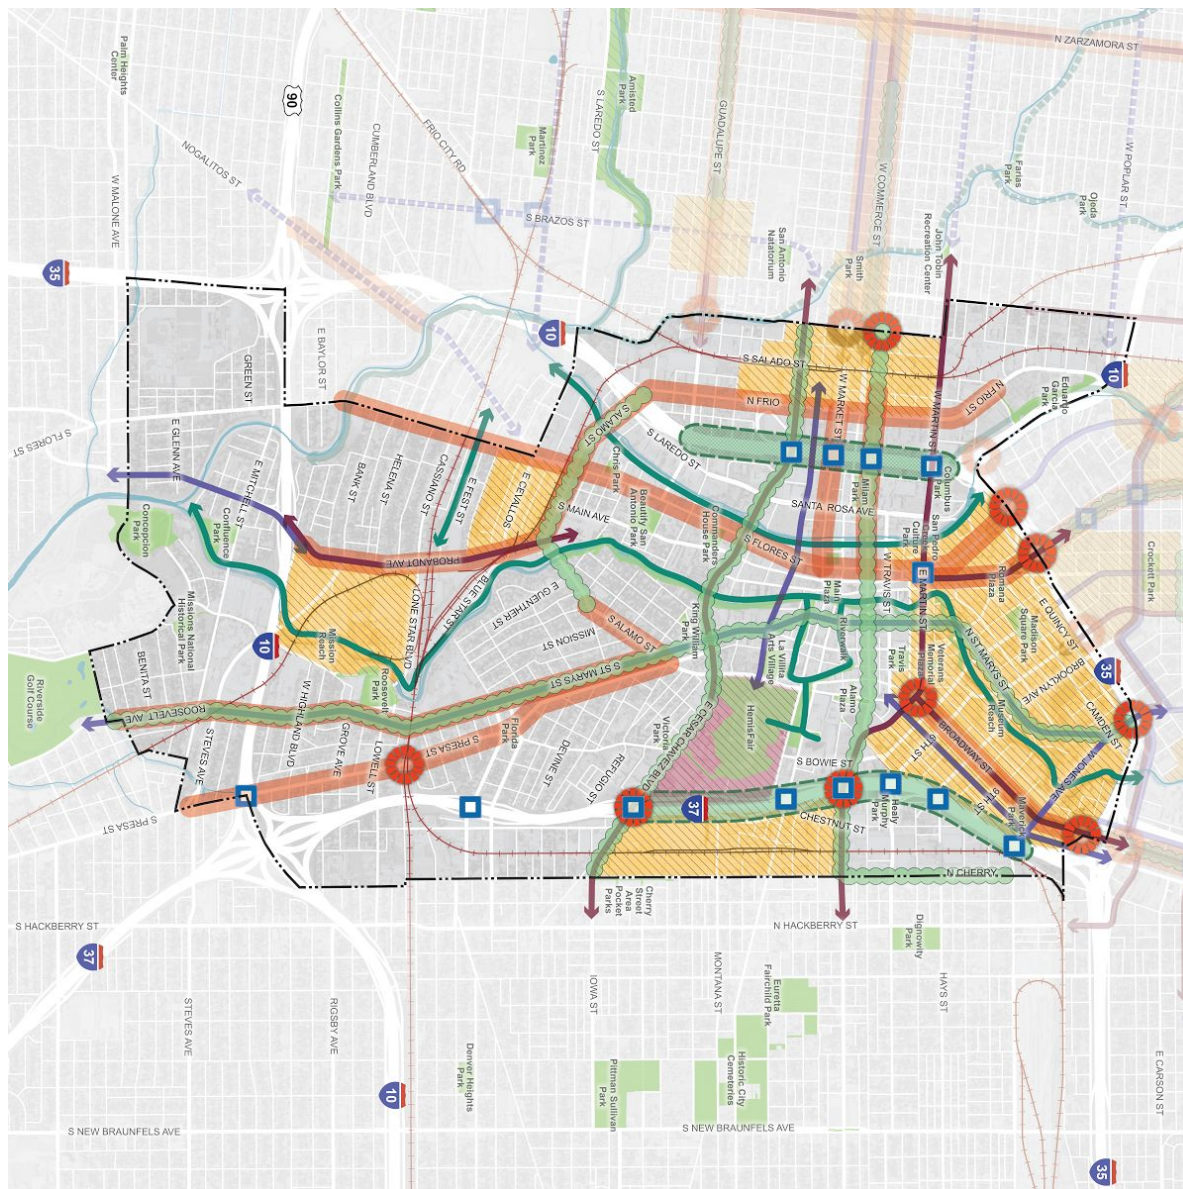 N ZARZAMORA ST
Palm Heights
Center
90
Collins Gardens Park
CUMBERLAND BLVD
FRIO CITY RD
NOGALITOS ST
W MALONE AVE
Martinez
Park
S LAREDO ST
Amisted
Park
GUADALUPE ST
W COMMERCE ST
Farias
Park
W POPLAR ST
Ojeda
Park
S BRAZOS ST
San Antonio
Natatorium
Smith
Park
John Tobin
Recreation Center
35
10
10
GREEN ST
E BAYLOR ST
S SALADO ST
N FRIO
W MARKET ST
W MARTIN ST
N FRIO ST
Eduardo
Garcia
Park
S FLORES ST
E GLENN AVE
E MITCHELL ST
BANK ST
HELENA ST
CASSIANO ST
E FEST ST
E CEVALLOS
S ALAMO ST
S LAREDO ST
Chris Park
S MAIN AVE
Beautify San
Antonio Park
Commanders
House Park
SANTA ROSA AVE
Milam
Park
Columbus
Park
San Pedro
Creek
Culture
Park
Concepcion
Park
Confluence
Park
PROBANDT AVE
S FLORES ST
W TRAVIS ST
E MARTIN ST
Romana
Plaza
Crockett Park
Missions National
Historical Park
LONE STAR BLVD
BLUE STAR ST
E GUENTHER ST
MISSION ST
S ALAMO ST
King William
Park
Main
Plaza
Riverwalk
Madison
Square Park
E QUINCY ST
BROOKLYN AVE
N ST MARYS ST
10
Mission
Reach
Roosevelt
Park
S ST MARYS ST
La Villita
Arts Village
Travis
Park
Veterans
Memorial
Plaza
Museum
Reach
CAMDEN ST
35
Riverside
Golf Course
BENITA ST
ROOSEVELT AVE
W HIGHLAND BLVD
STEVES AVE
GROVE AVE
LOWELL ST
S PRESA ST
Florida
Park
DEVINE ST
REFUGIO ST
Victoria
Park
E CESAR CHAVEZ BLVD
HemisFair
Alamo
Plaza
S BOWIE ST
6TH ST
BROADWAY ST
9TH ST
W JONES AVE
Maverick
Park
S PRESA ST
37
CHESTNUT ST
Healy
Murphy
Park
N CHERRY
Cherry
Street
Pocket
Area
Parks
S HACKBERRY ST
N HACKBERRY ST
Dignowity
Park
37
STEVES AVE
RIGSBY AVE
IOWA ST
MONTANA ST
Euretta
Fairchild Park
HAYS ST
10
Denver Heights
Park
Pittman Sullivan
Park
Historic City
Cemeteries
E CARSON ST
S NEW BRAUNFELS AVE
S NEW BRAUNFELS AVE
35